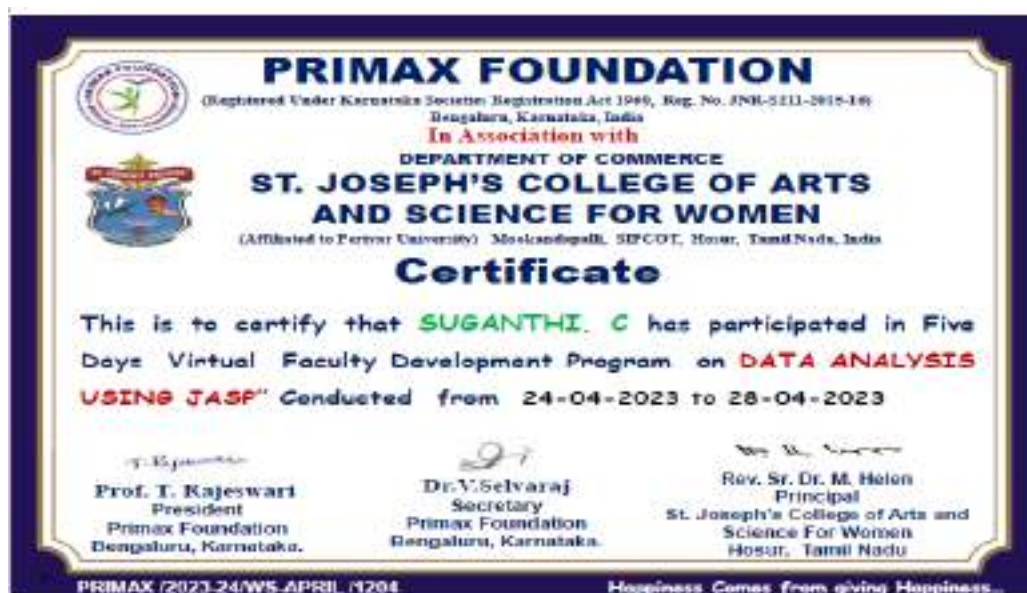 PRIMAX FOUNDATION
(Registered Under Karnataka Societies Registration Act 1960, Reg. No. JNR-S211-2015-16)
Bengaluru, Karnataka, India
In Association with
DEPARTMENT OF COMMERCE
ST. JOSEPH'S COLLEGE OF ARTS
AND SCIENCE FOR WOMEN
(Affiliated to Periyar University) Mookandapalli, SIPCOT, Hosur, Tamil Nadu, India
Certificate
This is to certify that SUGANTHI. C has participated in Five
Days Virtual Faculty Development Program on DATA ANALYSIS
USING JASP" Conducted from 24-04-2023 TO 28-04-2023
Prof. T. Rajeswari
President
Primax Foundation
Bengaluru, Karnataka.
Dr.V.Selvaraj
Secretary
Primax Foundation
Bengaluru, Karnataka.
Rev. Sr. Dr. M. Helen
Principal
St. Joseph's College of Arts and
Science For Women
Hosur, Tamil Nadu
PRIMAX /2023-24/WS-APRIL /1204
Happiness Comes from giving Happiness...